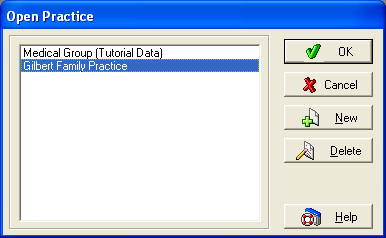 Open Practice
Medical Group (Tutorial Data)
Gilbert Family Practice
OK
Cancel
New
Delete
Help